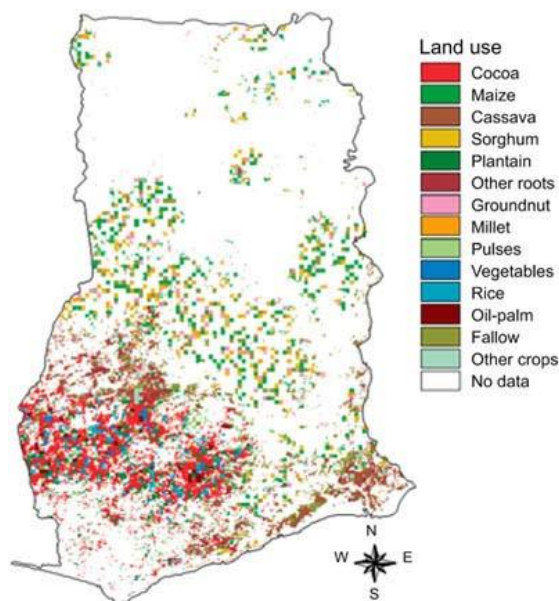 Land use
Cocoa
Maize
Cassava
Sorghum
Plantain
Other roots
Groundnut
Millet
Pulses
Vegetables
Rice
Oil-palm
Fallow
Other crops
No data
N
W E
S